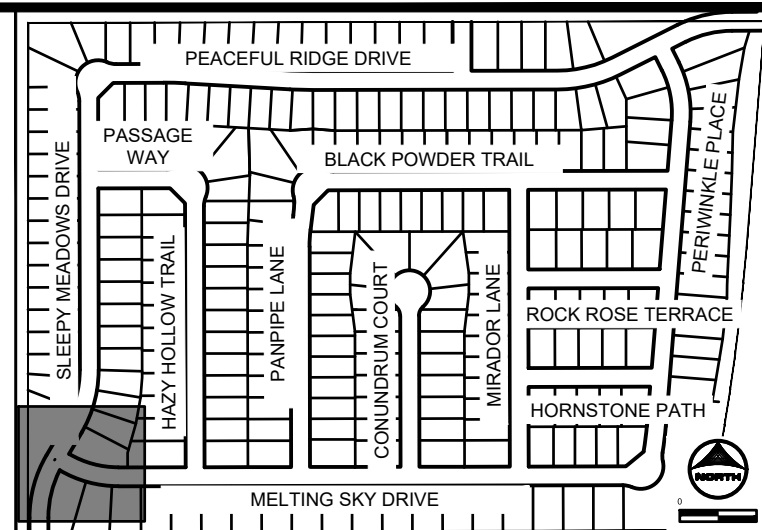 PEACEFUL RIDGE DRIVE
PASSAGE
WAY
BLACK POWDER TRAIL
SLEEPY MEADOWS DRIVE
HAZY HOLLOW TRAIL
PANPIPE LANE
CONUNDRUM COURT
MIRADOR LANE
PERIWINKLE PLACE
ROCK ROSE TERRACE
HORNSTONE PATH
MELTING SKY DRIVE
NORTH
0